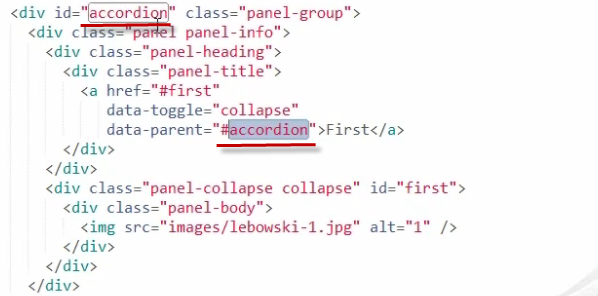 <div id="accordion" class="panel-group">
<div class="panel panel-info">
<div class="panel-heading">
<div class="panel-title">
<a href="#first"
data-toggle="collapse"
data-parent="#accordion">First</a>
</div>
</div>
<div class="panel-collapse collapse" id="first">
<div class="panel-body">
<img src="images/lebowski-1.jpg" alt="1" />
</div>
</div>
</div>